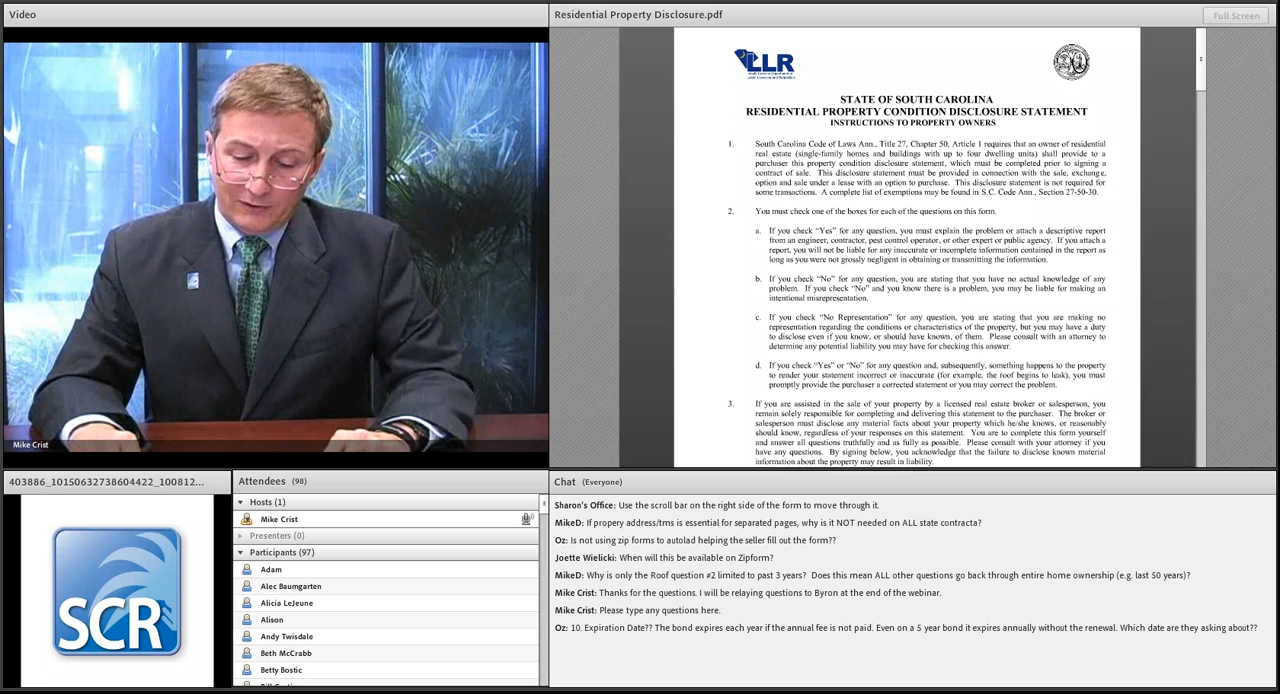 Video
Mike Crist
Residential Property Disclosure.pdf
Full Screen
LLR
STATE OF SOUTH CAROLINA
RESIDENTIAL PROPERTY CONDITION DISCLOSURE STATEMENT
INSTRUCTIONS TO PROPERTY OWNERS
1. South Carolina Code of Laws Ann., Title 27, Chapter 50, Article 1 requires that an owner of residential
real estate (single-family homes and buildings with up to four dwelling units) shall provide to a
purchaser this property condition disclosure statement, which must be completed prior to signing a
contract of sale. This disclosure statement must be provided in connection with the sale, exchange,
option and sale under a lease with an option to purchase. This disclosure statement is not required for
some transactions. A complete list of exemptions may be found in S.C. Code Ann., Section 27-50-30.
2. You must check one of the boxes for each of the questions on this form.
a. If you check “Yes” for any question, you must explain the problem or attach a descriptive report
from an engineer, contractor, pest control operator, or other expert or public agency. If you attach a
report, you will not be liable for any inaccurate or incomplete information contained in the report as
long as you were not grossly negligent in obtaining or transmitting the information.
b. If you check “No” for any question, you are stating that you have no actual knowledge of any
problem. If you check “No” and you know there is a problem, you may be liable for making an
intentional misrepresentation.
c. If you check “No Representation” for any question, you are stating that you are making no
representation regarding the conditions or characteristics of the property, but you may have a duty
to disclose even if you know, or should have known, of them. Please consult with an attorney to
determine any potential liability you may have for checking this answer.
d. If you check “Yes” or “No” for any question and, subsequently, something happens to the property
to render your statement incorrect or inaccurate (for example, the roof begins to leak), you must
promptly provide the purchaser a corrected statement or you may correct the problem.
3. If you are assisted in the sale of your property by a licensed real estate broker or salesperson, you
remain solely responsible for completing and delivering this statement to the purchaser. The broker or
salesperson must disclose any material facts about your property which he/she knows, or reasonably
should know, regardless of your responses on this statement. You are to complete this form yourself
and answer all questions truthfully and as fully as possible. Please consult with your attorney if you
have any questions. By signing below, you acknowledge that the failure to disclose known material
information about the property may result in liability.
403886_10150632738604422_100812...
SCR
Attendees (98)
Hosts (1)
Mike Crist
Presenters (0)
Participants (97)
Adam
Alec Baumgarten
Alicia LeJeune
Alison
Andy Twisdale
Beth McCrabb
Betty Bostic
Chat (Everyone)
Sharon's Office: Use the scroll bar on the right side of the form to move through it.
MikeD: If propery address/tms is essential for separated pages, why is it NOT needed on ALL state contracta?
Oz: Is not using zip forms to autolad helping the seller fill out the form??
Joette Wielicki: When will this be available on Zipform?
MikeD: Why is only the Roof question #2 limited to past 3 years? Does this mean ALL other questions go back through entire home ownership (e.g. last 50 years)?
Mike Crist: Thanks for the questions. I will be relaying questions to Byron at the end of the webinar.
Mike Crist: Please type any questions here.
Oz: 10. Expiration Date?? The bond expires each year if the annual fee is not paid. Even on a 5 year bond it expires annually without the renewal. Which date are they asking about??